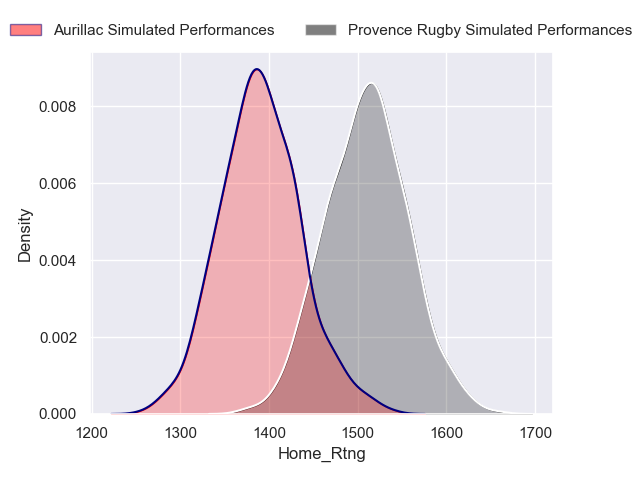 Aurillac Simulated Performances Provence Rugby Simulated Performances
0.008
0.006
0.004
0.002
0.000
Density
1200 1300 1400 1500 1600 1700
Home_Rtng